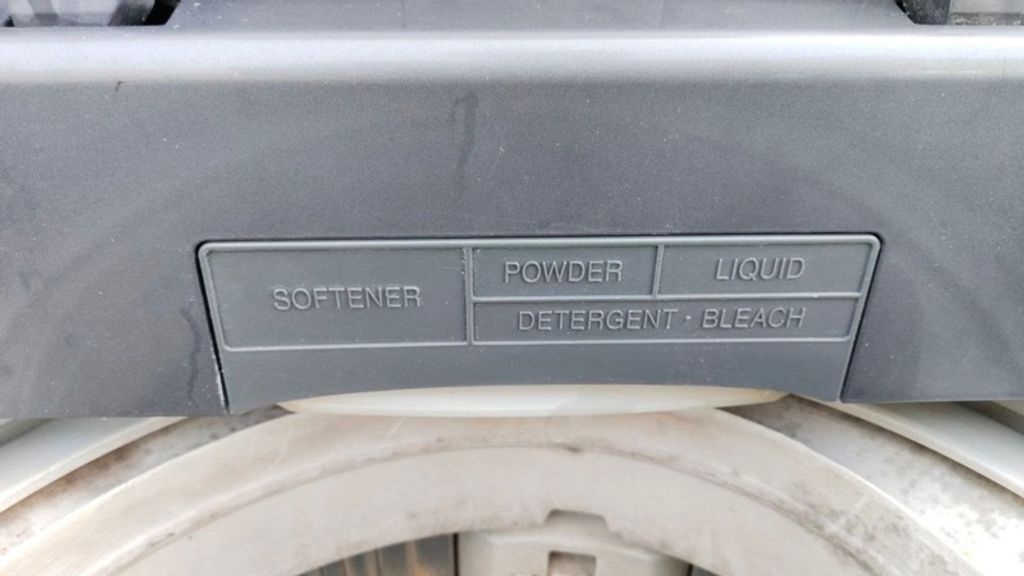 SOFTENER
POWDER
LIQUID
DETERGENT · BLEACH